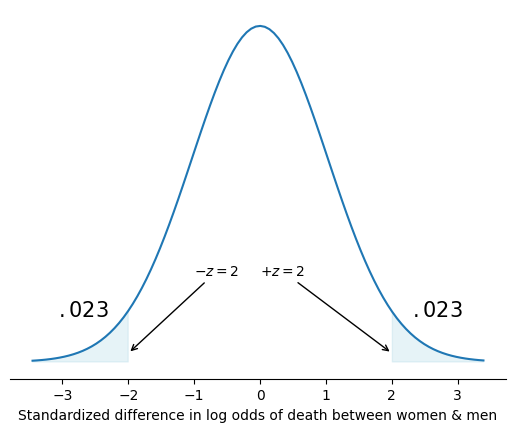 −z = 2 +z = 2
.023 .023
−3 −2 −1 0 1 2 3
Standardized difference in log odds of death between women & men